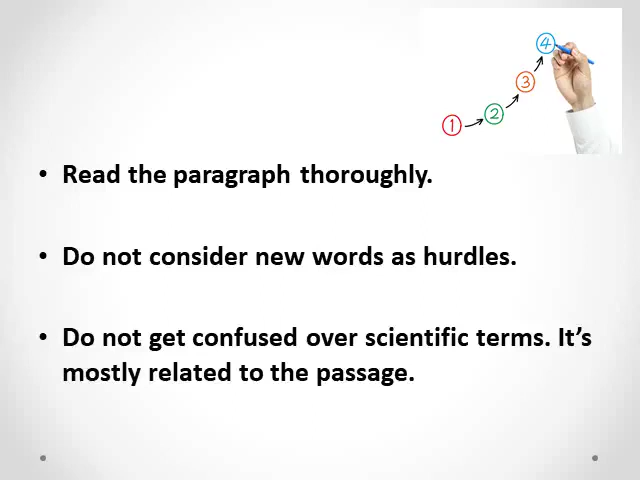 1 2 3 4
• Read the paragraph thoroughly.
• Do not consider new words as hurdles.
• Do not get confused over scientific terms. It's
mostly related to the passage.